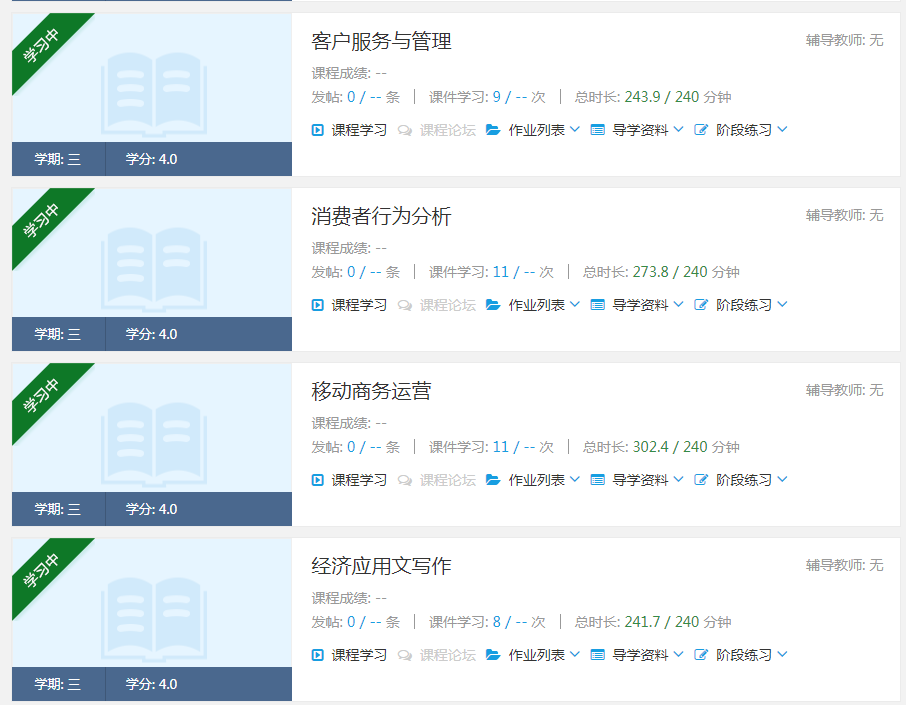 学习中
客户服务与管理
辅导教师: 无
课程成绩: --
发帖: 0 / -- 条 | 课件学习: 9 / -- 次 | 总时长: 243.9 / 240 分钟
课程学习 课程论坛 作业列表 导学资料 阶段练习
学期: 三 学分: 4.0
学习中
消费者行为分析
辅导教师: 无
课程成绩: --
发帖: 0 / -- 条 | 课件学习: 11 / -- 次 | 总时长: 273.8 / 240 分钟
课程学习 课程论坛 作业列表 导学资料 阶段练习
学期: 三 学分: 4.0
学习中
移动商务运营
辅导教师: 无
课程成绩: --
发帖: 0 / -- 条 | 课件学习: 11 / -- 次 | 总时长: 302.4 / 240 分钟
课程学习 课程论坛 作业列表 导学资料 阶段练习
学期: 三 学分: 4.0
学习中
经济应用文写作
辅导教师: 无
课程成绩: --
发帖: 0 / -- 条 | 课件学习: 8 / -- 次 | 总时长: 241.7 / 240 分钟
课程学习 课程论坛 作业列表 导学资料 阶段练习
学期: 三 学分: 4.0